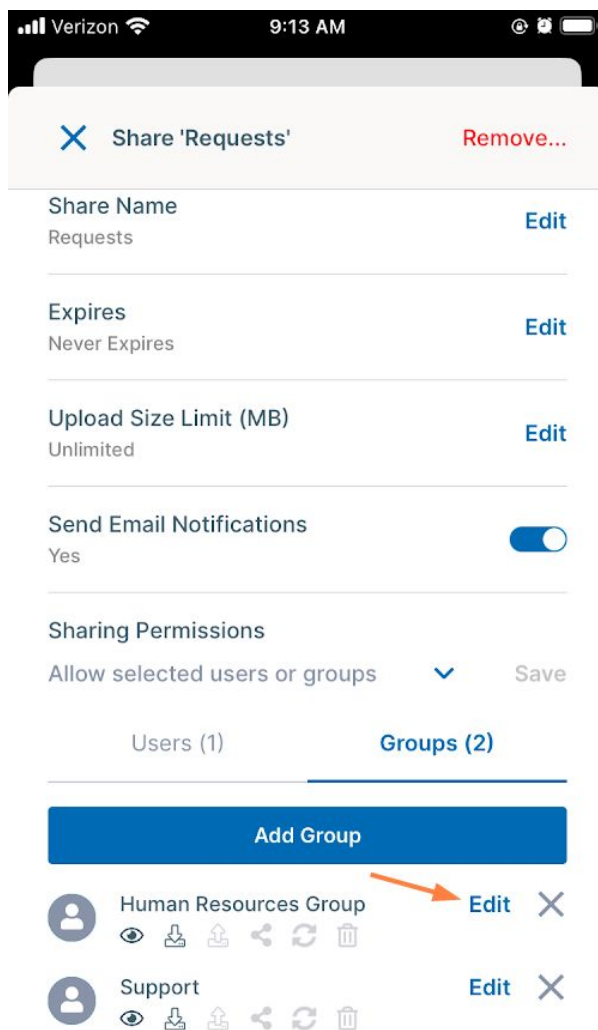 Verizon 9:13 AM
Share 'Requests' Remove...
Share Name
Edit
Requests
Expires
Edit
Never Expires
Upload Size Limit (MB)
Edit
Unlimited
Send Email Notifications
Yes
Sharing Permissions
Allow selected users or groups Save
Users (1) Groups (2)
Add Group
Human Resources Group Edit
Support Edit